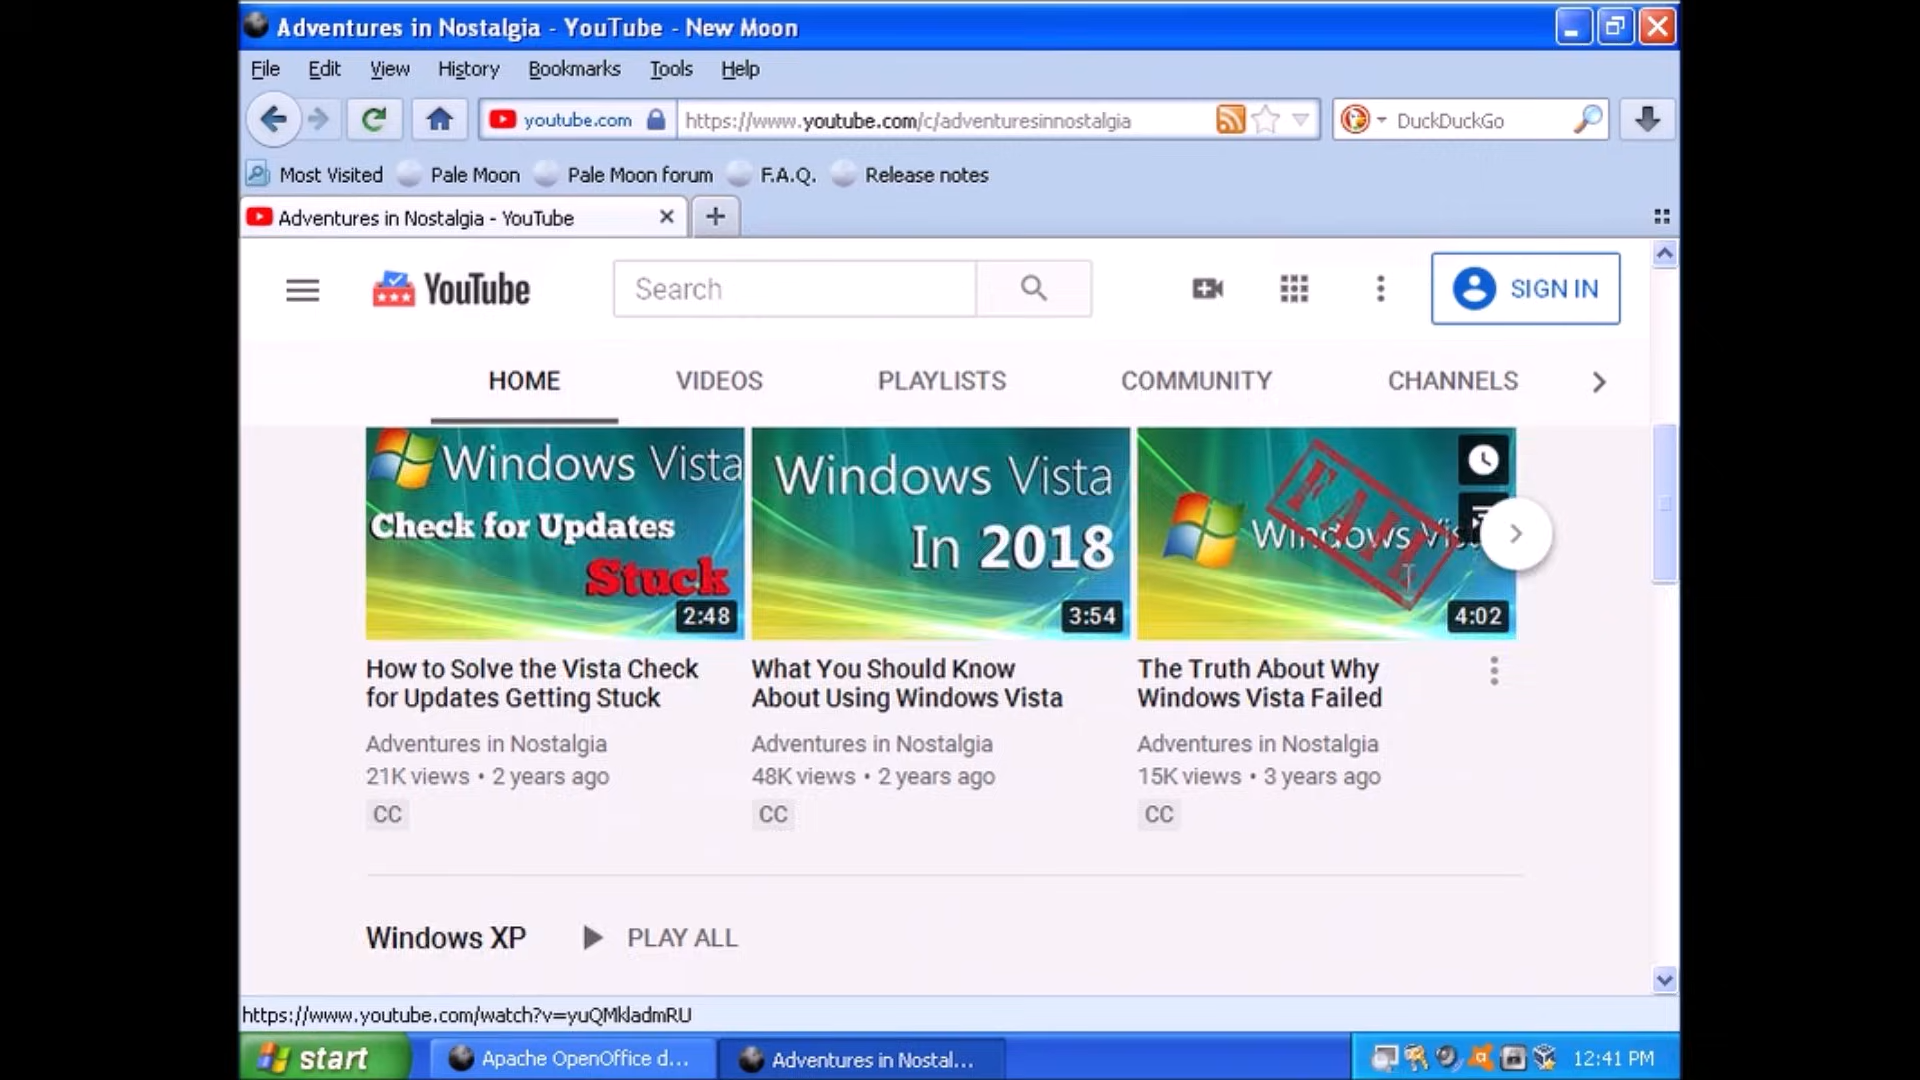 Adventures in Nostalgia - YouTube - New Moon
File Edit View History Bookmarks Tools Help
youtube.com https://www.youtube.com/c/adventuresinnostalgia DuckDuckGo
Most Visited Pale Moon Pale Moon forum F.A.Q. Release notes
Adventures in Nostalgia - YouTube
YouTube Search SIGN IN
HOME VIDEOS PLAYLISTS COMMUNITY CHANNELS
Windows Vista
Check for Updates
Stuck
2:48
Windows Vista
In 2018
3:54
FAIL
Windows Vis
4:02
How to Solve the Vista Check
for Updates Getting Stuck
Adventures in Nostalgia
21K views • 2 years ago
CC
What You Should Know
About Using Windows Vista
Adventures in Nostalgia
48K views • 2 years ago
CC
The Truth About Why
Windows Vista Failed
Adventures in Nostalgia
15K views • 3 years ago
CC
Windows XP PLAY ALL
https://www.youtube.com/watch?v=yuQMkladmRU
start Apache OpenOffice d... Adventures in Nostal... 12:41 PM